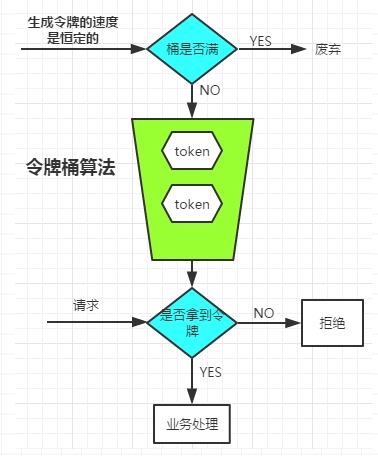 生成令牌的速度
是恒定的
桶是否满
YES
废弃
NO
token
令牌桶算法
token
请求
是否拿到令
牌
NO
拒绝
YES
业务处理